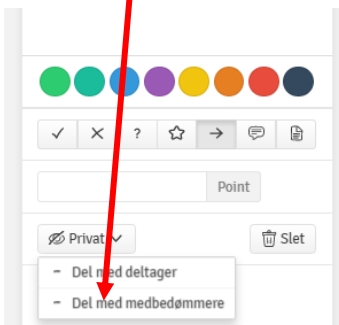 ?
Point
Privat
Slet
- Del med deltager
- Del med medbedømmere